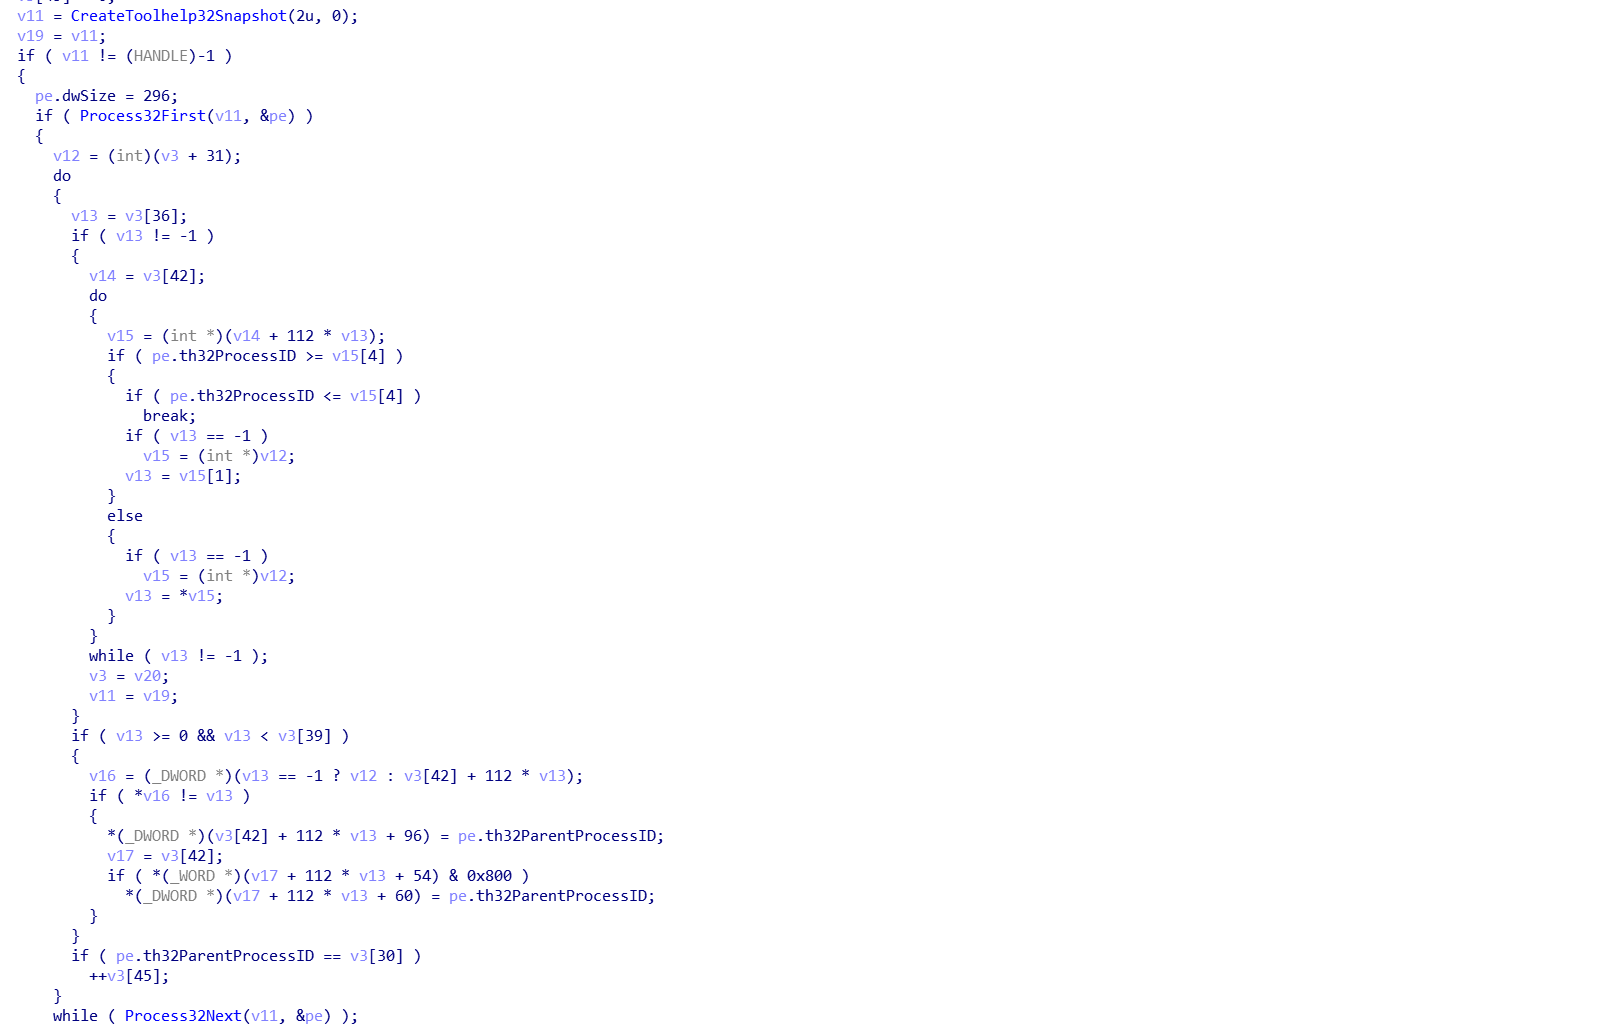 v11 = CreateToolhelp32Snapshot(2u, 0);
v19 = v11;
if ( v11 != (HANDLE)-1 )
{
pe.dwSize = 296;
if ( Process32First(v11, &pe) )
{
v12 = (int)(v3 + 31);
do
{
v13 = v3[36];
if ( v13 != -1 )
{
v14 = v3[42];
do
{
v15 = (int *)(v14 + 112 * v13);
if ( pe.th32ProcessID >= v15[4] )
{
if ( pe.th32ProcessID <= v15[4] )
break;
if ( v13 == -1 )
v15 = (int *)v12;
v13 = v15[1];
}
else
{
if ( v13 == -1 )
v15 = (int *)v12;
v13 = *v15;
}
}
while ( v13 != -1 );
v3 = v20;
v11 = v19;
}
if ( v13 >= 0 && v13 < v3[39] )
{
v16 = (_DWORD *)(v13 == -1 ? v12 : v3[42] + 112 * v13);
if ( *v16 != v13 )
{
*(_DWORD *)(v3[42] + 112 * v13 + 96) = pe.th32ParentProcessID;
v17 = v3[42];
if ( *(_WORD *)(v17 + 112 * v13 + 54) & 0x800 )
*(_DWORD *)(v17 + 112 * v13 + 60) = pe.th32ParentProcessID;
}
}
if ( pe.th32ParentProcessID == v3[30] )
++v3[45];
}
while ( Process32Next(v11, &pe) );